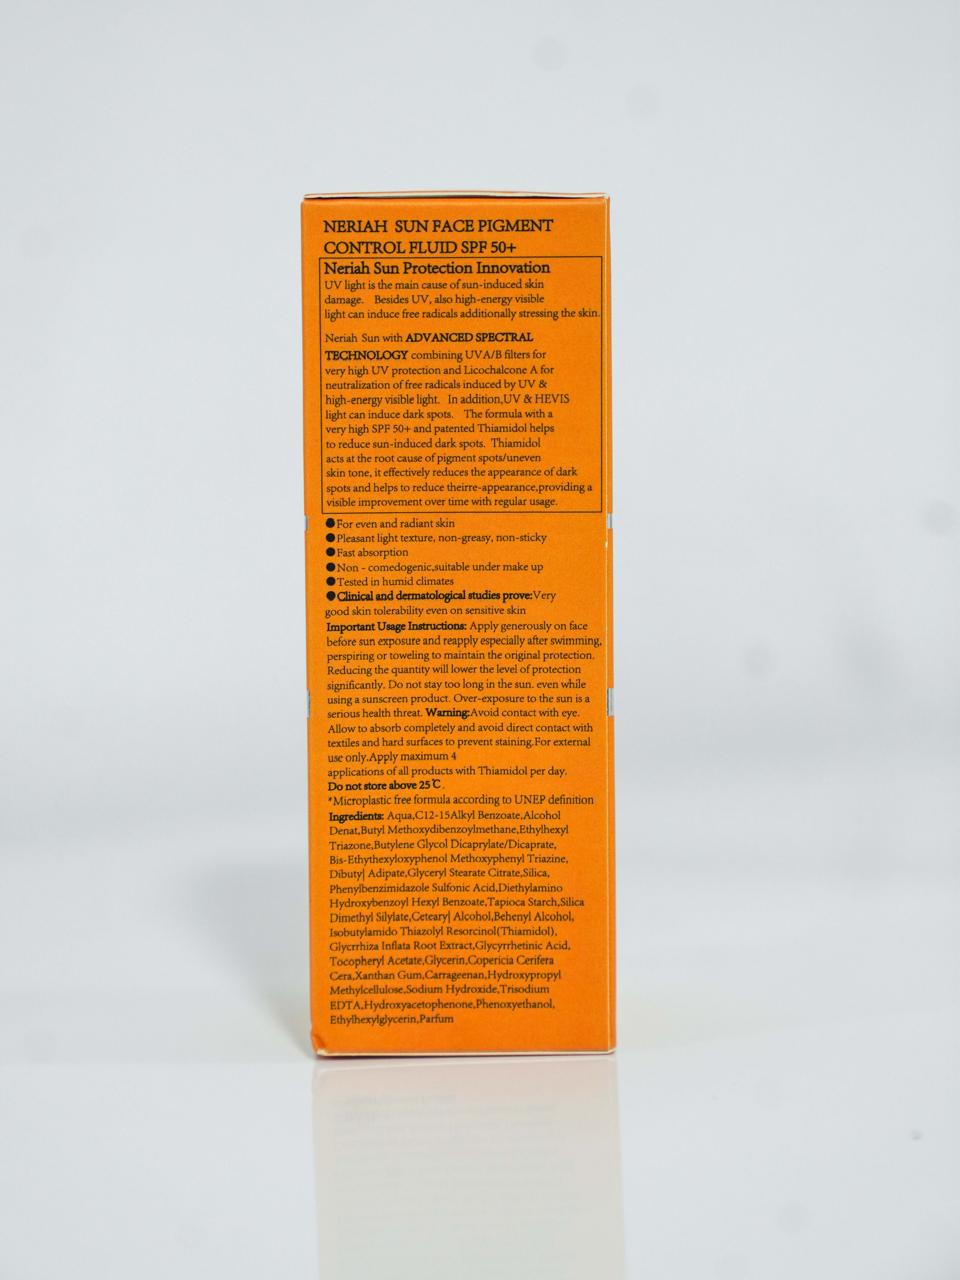 NERIAH SUN FACE PIGMENT
CONTROL FLUID SPF 50+
Neriah Sun Protection Innovation
UV light is the main cause of sun-induced skin
damage. Besides UV, also high-energy visible
light can induce free radicals additionally stressing the skin.
Neriah Sun with ADVANCED SPECTRAL
TECHNOLOGY combining UVA/B filters for
very high UV protection and Licochalcone A for
neutralization of free radicals induced by UV &
high-energy visible light. In addition,UV & HEVIS
light can induce dark spots. The formula with a
very high SPF 50+ and patented Thiamidol helps
to reduce sun-induced dark spots. Thiamidol
acts at the root cause of pigment spots/uneven
skin tone, it effectively reduces the appearance of dark
spots and helps to reduce theirre-appearance,providing a
visible improvement over time with regular usage.
●For even and radiant skin
●Pleasant light texture, non-greasy, non-sticky
●Fast absorption
●Non - comedogenic,suitable under make up
●Tested in humid climates
●Clinical and dermatological studies prove:Very
good skin tolerability even on sensitive skin
Important Usage Instructions: Apply generously on face
before sun exposure and reapply especially after swimming,
perspiring or toweling to maintain the original protection.
Reducing the quantity will lower the level of protection
significantly. Do not stay too long in the sun. even while
using a sunscreen product. Over-exposure to the sun is a
serious health threat. Warning:Avoid contact with eye.
Allow to absorb completely and avoid direct contact with
textiles and hard surfaces to prevent staining.For external
use only.Apply maximum 4
applications of all products with Thiamidol per day.
Do not store above 25℃.
*Microplastic free formula according to UNEP definition
Ingredients: Aqua,C12-15Alkyl Benzoate,Alcohol
Denat,Butyl Methoxydibenzoylmethane,Ethylhexyl
Triazone,Butylene Glycol Dicaprylate/Dicaprate,
Bis-Ethythexyloxyphenol Methoxyphenyl Triazine,
Dibuty| Adipate,Glyceryl Stearate Citrate,Silica,
Phenylbenzimidazole Sulfonic Acid,Diethylamino
Hydroxybenzoyl Hexyl Benzoate,Tapioca Starch,Silica
Dimethyl Silylate,Ceteary| Alcohol,Behenyl Alcohol,
Isobutylamido Thiazolyl Resorcinol(Thiamidol),
Glycrrhiza Inflata Root Extract,Glycyrrhetinic Acid,
Tocopheryl Acetate,Glycerin,Copericia Cerifera
Cera,Xanthan Gum,Carrageenan,Hydroxypropyl
Methylcellulose,Sodium Hydroxide,Trisodium
EDTA,Hydroxyacetophenone,Phenoxyethanol,
Ethylhexylglycerin,Parfum